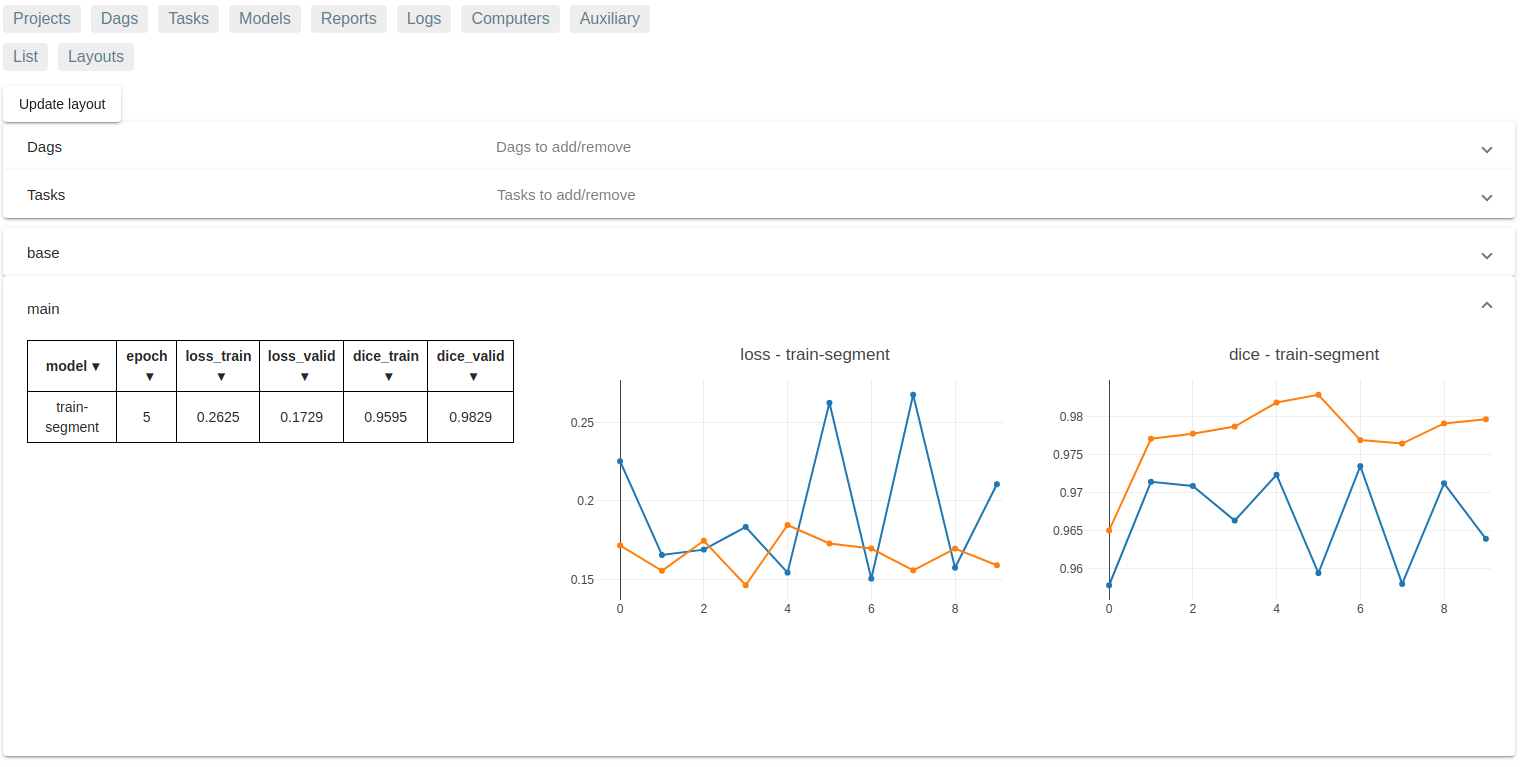 Projects Dags Tasks Models Reports Logs Computers Auxiliary
List Layouts
Update layout
Dags Dags to add/remove
Tasks Tasks to add/remove
base
main
model ▼ epoch ▼ loss_train ▼ loss_valid ▼ dice_train ▼ dice_valid ▼
train-segment 5 0.2625 0.1729 0.9595 0.9829
loss - train-segment
0.25
0.2
0.15
0 2 4 6 8
dice - train-segment
0.98
0.975
0.97
0.965
0.96
0 2 4 6 8